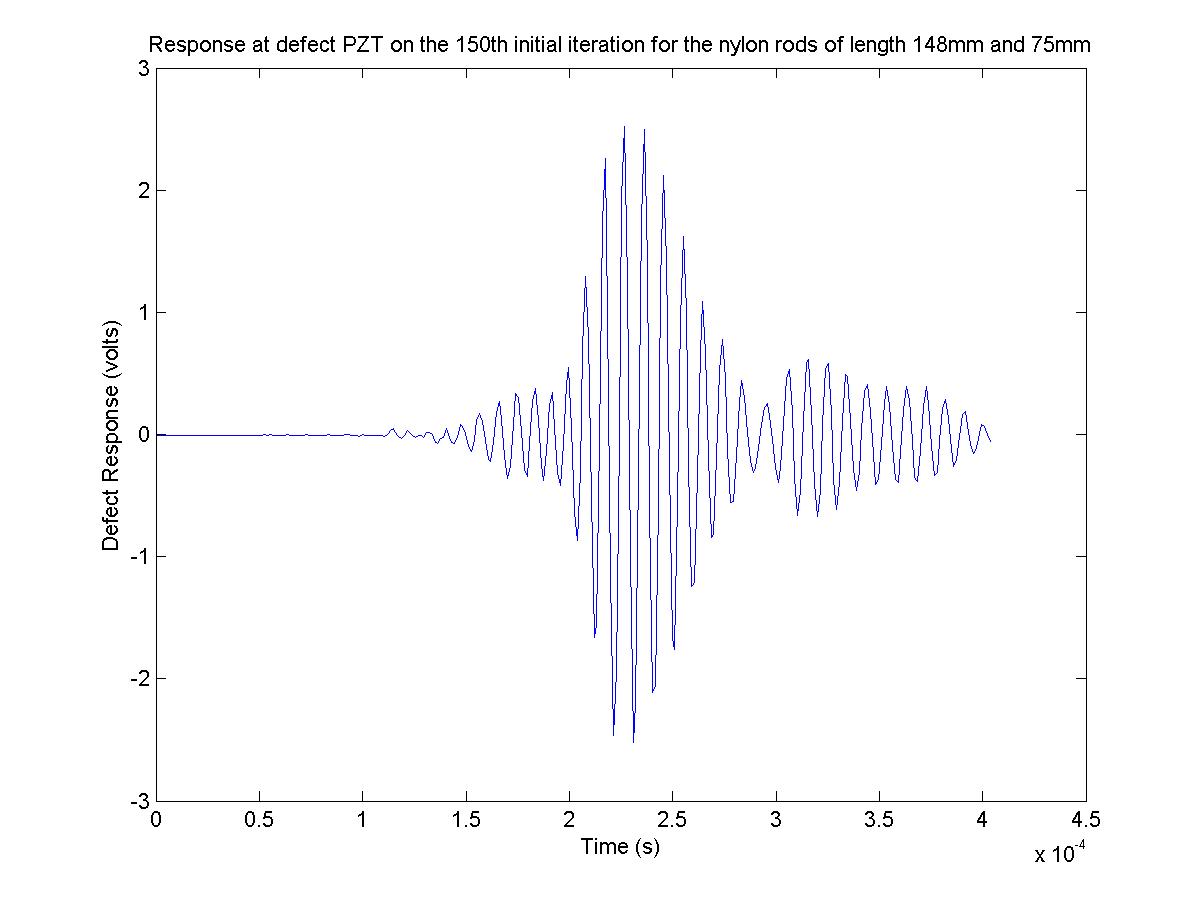 Response at defect PZT on the 150th initial iteration for the nylon rods of length 148mm and 75mm
3
2
1
0
-1
-2
-3
Defect Response (volts)
0 0.5 1 1.5 2 2.5 3 3.5 4 4.5
Time (s)
x 10-4